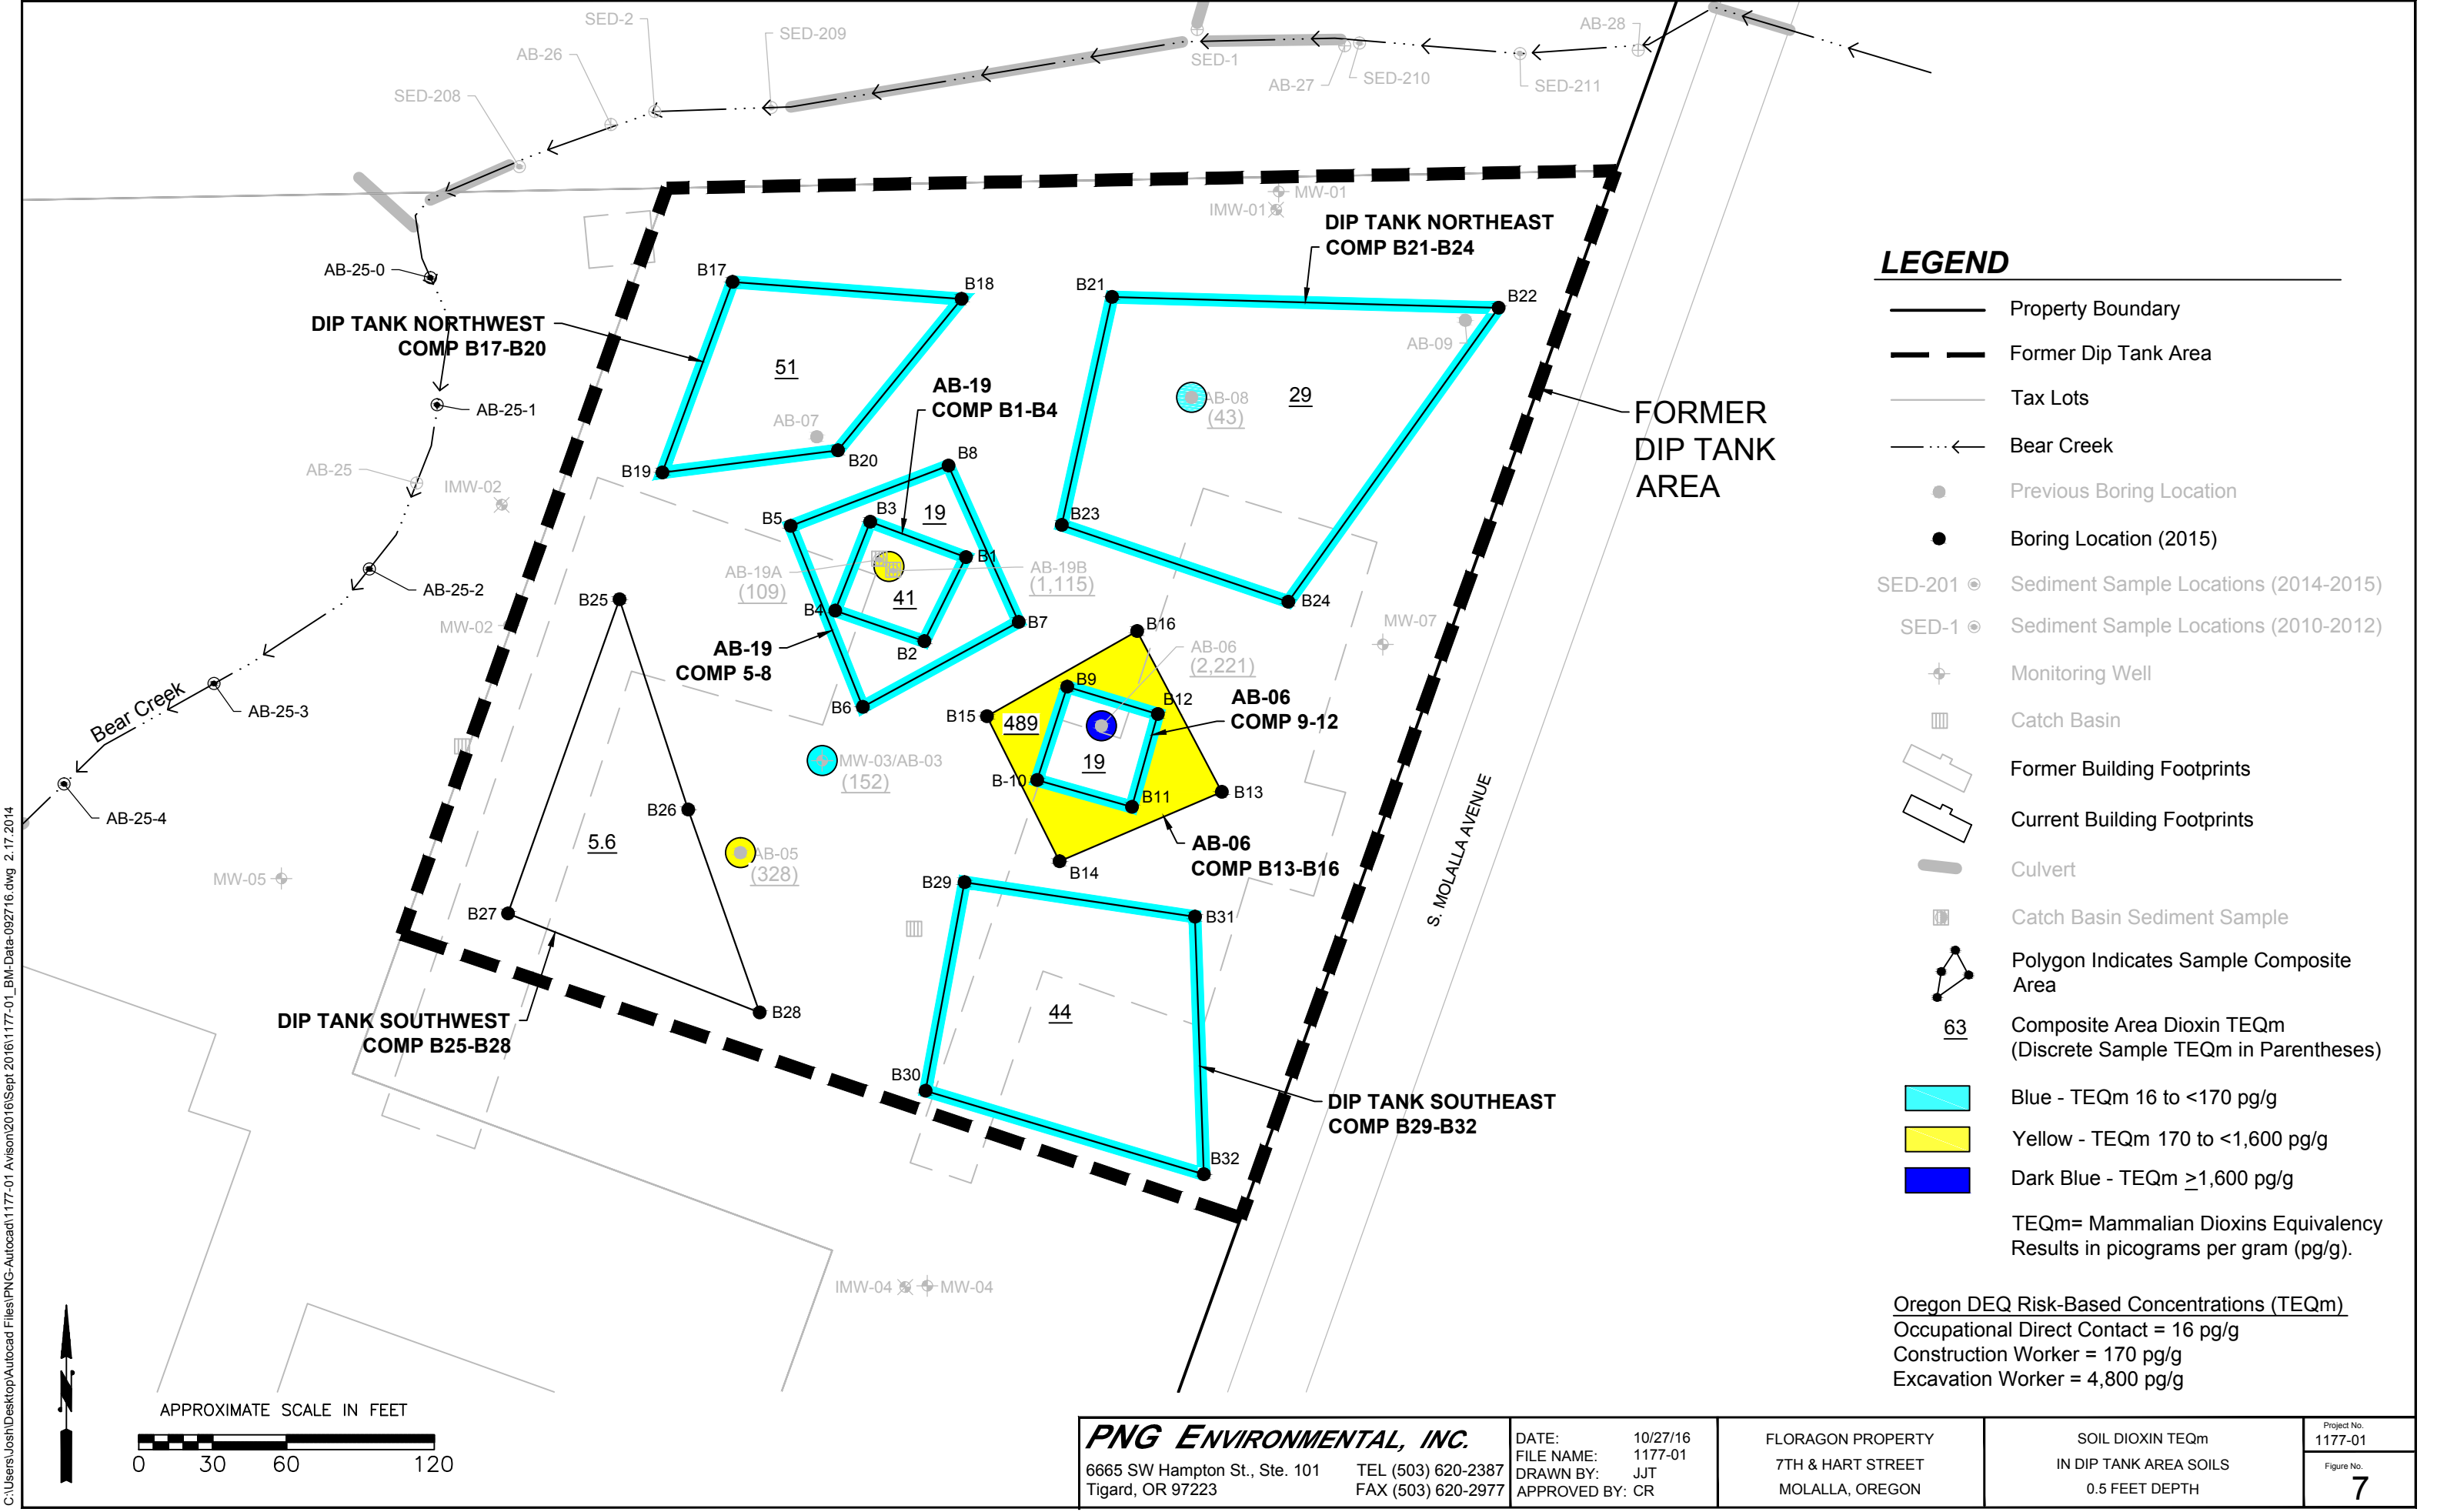 SED-2
SED-209
AB-28
AB-26
SED-1
SED-210
AB-27
SED-211
SED-208
MW-01
IMW-01
DIP TANK NORTHEAST
COMP B21-B24
AB-25-0
B17
B18
B21
B22
DIP TANK NORTHWEST
COMP B17-B20
AB-09
51
AB-19
COMP B1-B4
AB-08
(43)
29
AB-25-1
AB-07
FORMER
DIP TANK
AREA
B19
B20
B8
AB-25
IMW-02
B5
B3
19
B23
B1
AB-19A
(109)
AB-19B
(1,115)
AB-25-2
B25
B4
41
B24
MW-02
B7
B16
MW-07
B2
AB-19
COMP 5-8
AB-06
(2,221)
B9
B12
AB-06
COMP 9-12
Bear Creek
AB-25-3
B6
B15
489
MW-03/AB-03
(152)
19
B-10
B13
B11
AB-25-4
B26
5.6
AB-05
(328)
AB-06
COMP B13-B16
B14
MW-05
B29
B27
B31
S. MOLALLA AVENUE
DIP TANK SOUTHWEST
COMP B25-B28
B28
44
B30
DIP TANK SOUTHEAST
COMP B29-B32
B32
IMW-04
MW-04
LEGEND
Property Boundary
Former Dip Tank Area
Tax Lots
Bear Creek
Previous Boring Location
Boring Location (2015)
SED-201 Sediment Sample Locations (2014-2015)
SED-1 Sediment Sample Locations (2010-2012)
Monitoring Well
Catch Basin
Former Building Footprints
Current Building Footprints
Culvert
Catch Basin Sediment Sample
Polygon Indicates Sample Composite
Area
63 Composite Area Dioxin TEQm
(Discrete Sample TEQm in Parentheses)
Blue - TEQm 16 to <170 pg/g
Yellow - TEQm 170 to <1,600 pg/g
Dark Blue - TEQm ≥1,600 pg/g
TEQm= Mammalian Dioxins Equivalency
Results in picograms per gram (pg/g).
Oregon DEQ Risk-Based Concentrations (TEQm)
Occupational Direct Contact = 16 pg/g
Construction Worker = 170 pg/g
Excavation Worker = 4,800 pg/g
N
APPROXIMATE SCALE IN FEET
0 30 60 120
PNG ENVIRONMENTAL, INC.
6665 SW Hampton St., Ste. 101 TEL (503) 620-2387
Tigard, OR 97223 FAX (503) 620-2977
DATE: 10/27/16
FILE NAME: 1177-01
DRAWN BY: JJT
APPROVED BY: CR
FLORAGON PROPERTY
7TH & HART STREET
MOLALLA, OREGON
SOIL DIOXIN TEQm
IN DIP TANK AREA SOILS
0.5 FEET DEPTH
Project No.
1177-01
Figure No.
7
C:\Users\Josh\Desktop\Autocad Files\PNG-Autocad\1177-01 Avison\2016\Sept 2016\1177-01_BM-Data-092716.dwg 2.17.2014